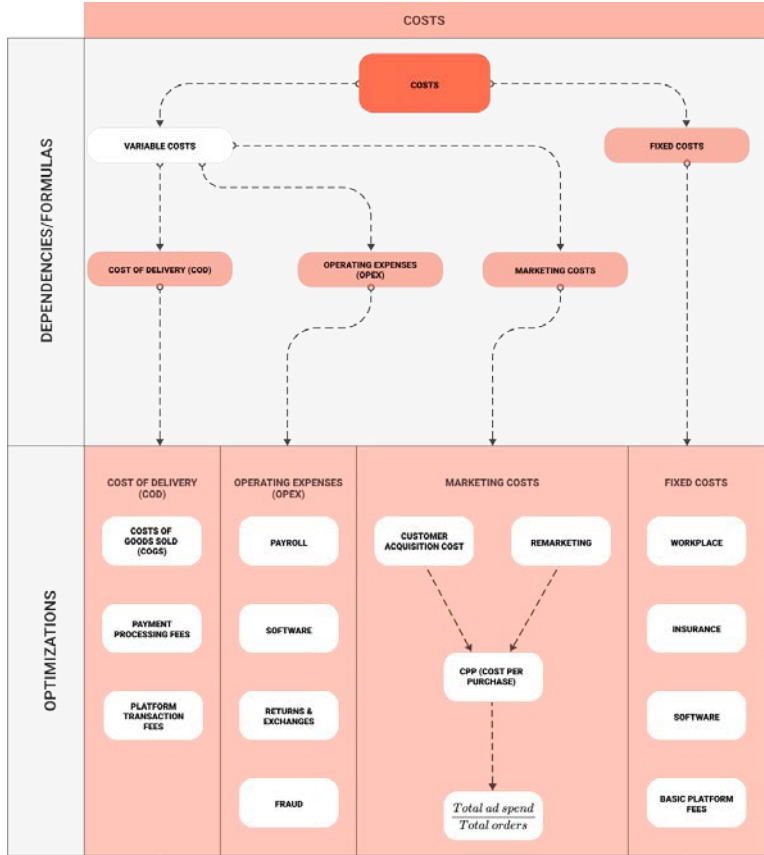 COSTS
DEPENDENCIES/FORMULAS
COSTS
VARIABLE COSTS
FIXED COSTS
COST OF DELIVERY (COD)
OPERATING EXPENSES
(OPEX)
MARKETING COSTS
OPTIMIZATIONS
COST OF DELIVERY
(COD)
COSTS OF
GOODS SOLD
(COGS)
PAYMENT
PROCESSING FEES
PLATFORM
TRANSACTION
FEES
OPERATING EXPENSES
(OPEX)
PAYROLL
SOFTWARE
RETURNS &
EXCHANGES
FRAUD
MARKETING COSTS
CUSTOMER
ACQUISITION COST
REMARKETING
CPP (COST PER
PURCHASE)
Total ad spend
Total orders
FIXED COSTS
WORKPLACE
INSURANCE
SOFTWARE
BASIC PLATFORM
FEES